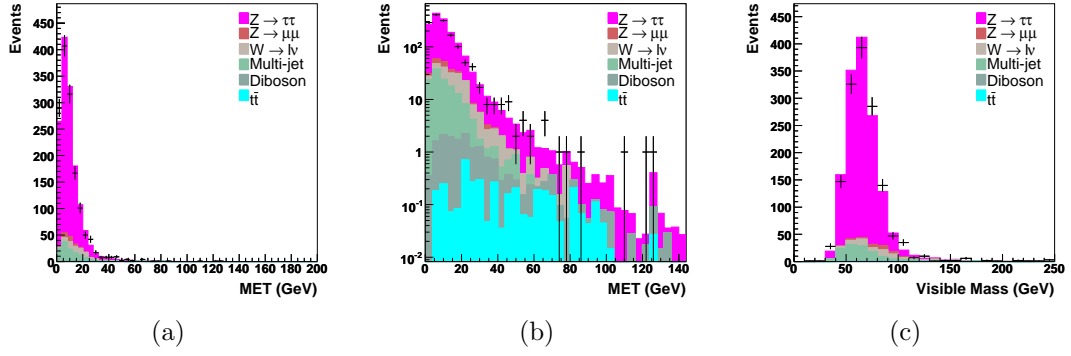 Events
450
400
350
300
250
200
150
100
50
0
0 20 40 60 80 100 120 140 160 180 200
MET (GeV)
Z → ττ
Z → μμ
W → lν
Multi-jet
Diboson
tt̄
(a)
Events
10²
10
1
10⁻¹
10⁻²
0 20 40 60 80 100 120 140
MET (GeV)
Z → ττ
Z → μμ
W → lν
Multi-jet
Diboson
tt̄
(b)
Events
450
400
350
300
250
200
150
100
50
0
0 50 100 150 200 250
Visible Mass (GeV)
Z → ττ
Z → μμ
W → lν
Multi-jet
Diboson
tt̄
(c)